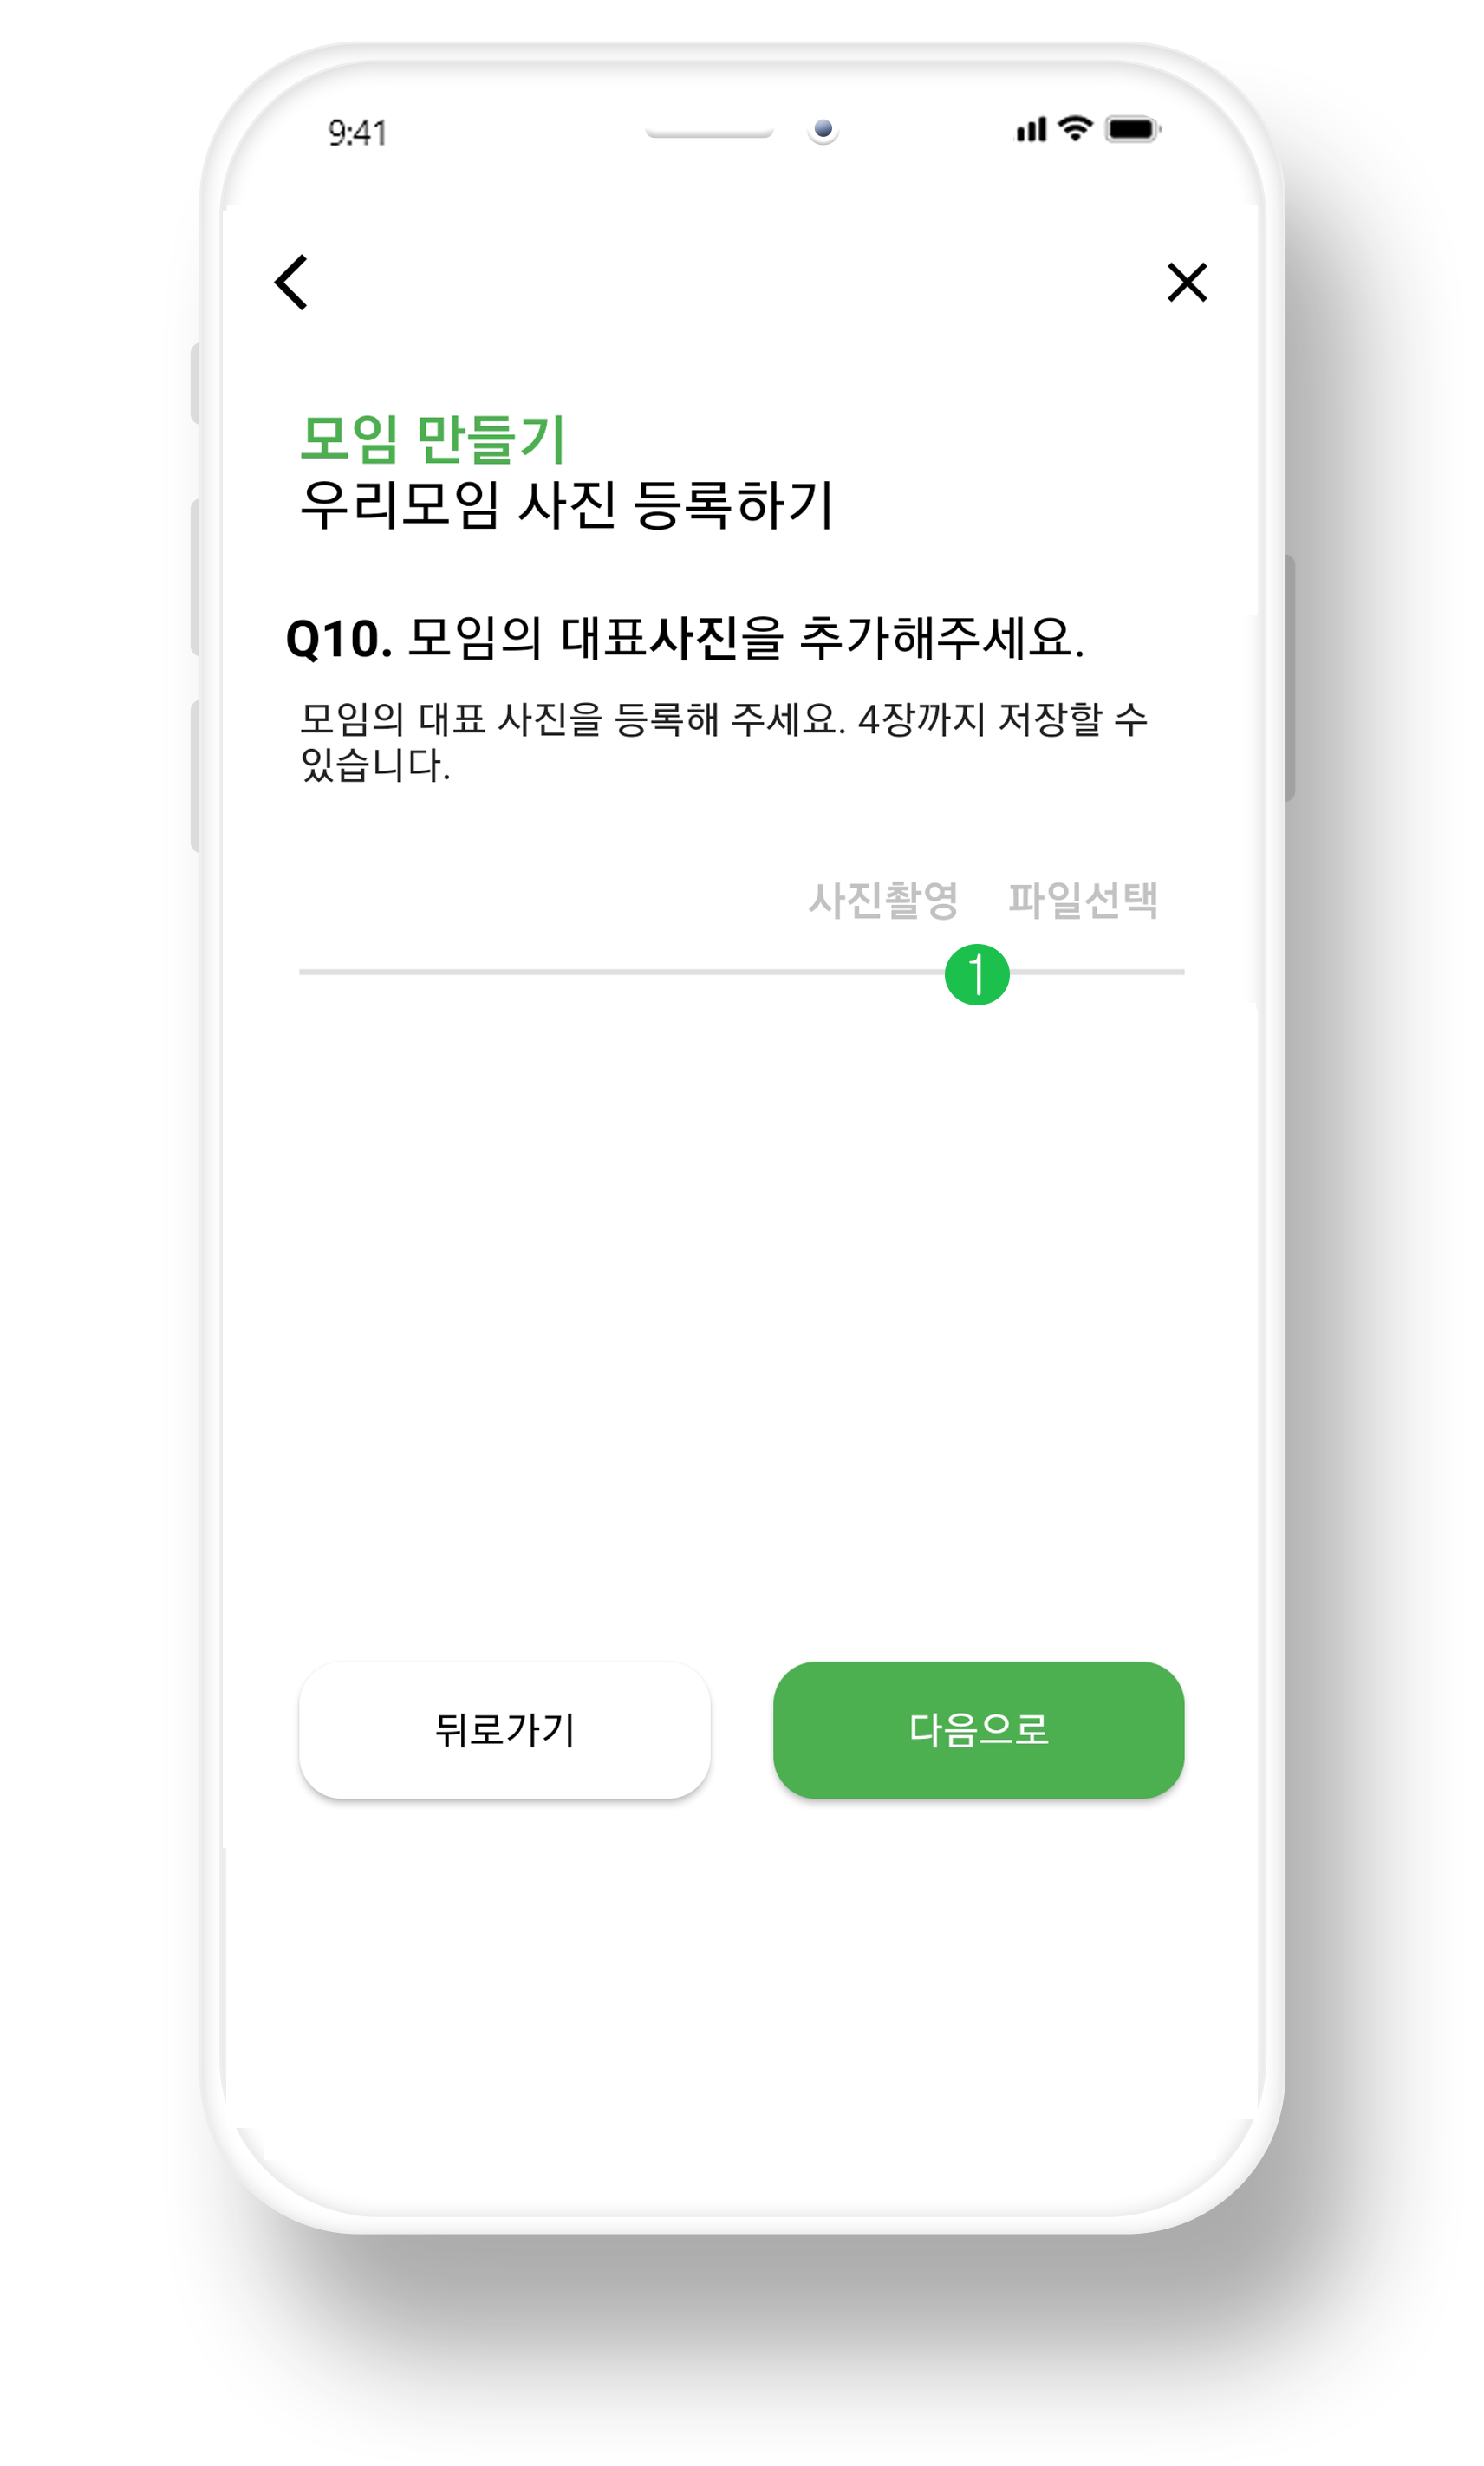 9:41
모임 만들기
우리모임 사진 등록하기
Q10. 모임의 대표사진을 추가해주세요.
모임의 대표 사진을 등록해 주세요. 4장까지 저장할 수
있습니다.
사진촬영 파일선택
1
뒤로가기 다음으로